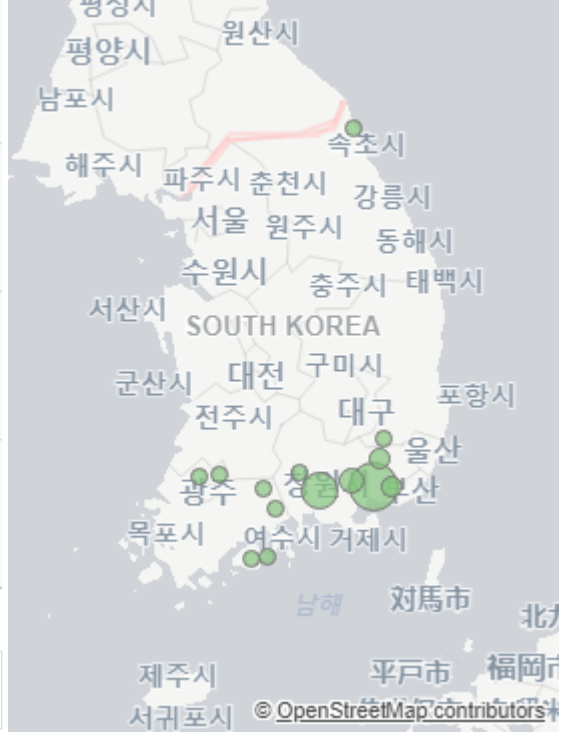 평성시
원산시
평양시
남포시
해주시
속초시
파주시 춘천시
강릉시
서울 원주시
동해시
수원시
충주시 태백시
서산시
SOUTH KOREA
대전 구미시
군산시
포항시
전주시
대구
울산
광주
목포시
여수시 거제시
남해
対馬市
제주시
平戸市 福岡市
서귀포시
© OpenStreetMap contributors